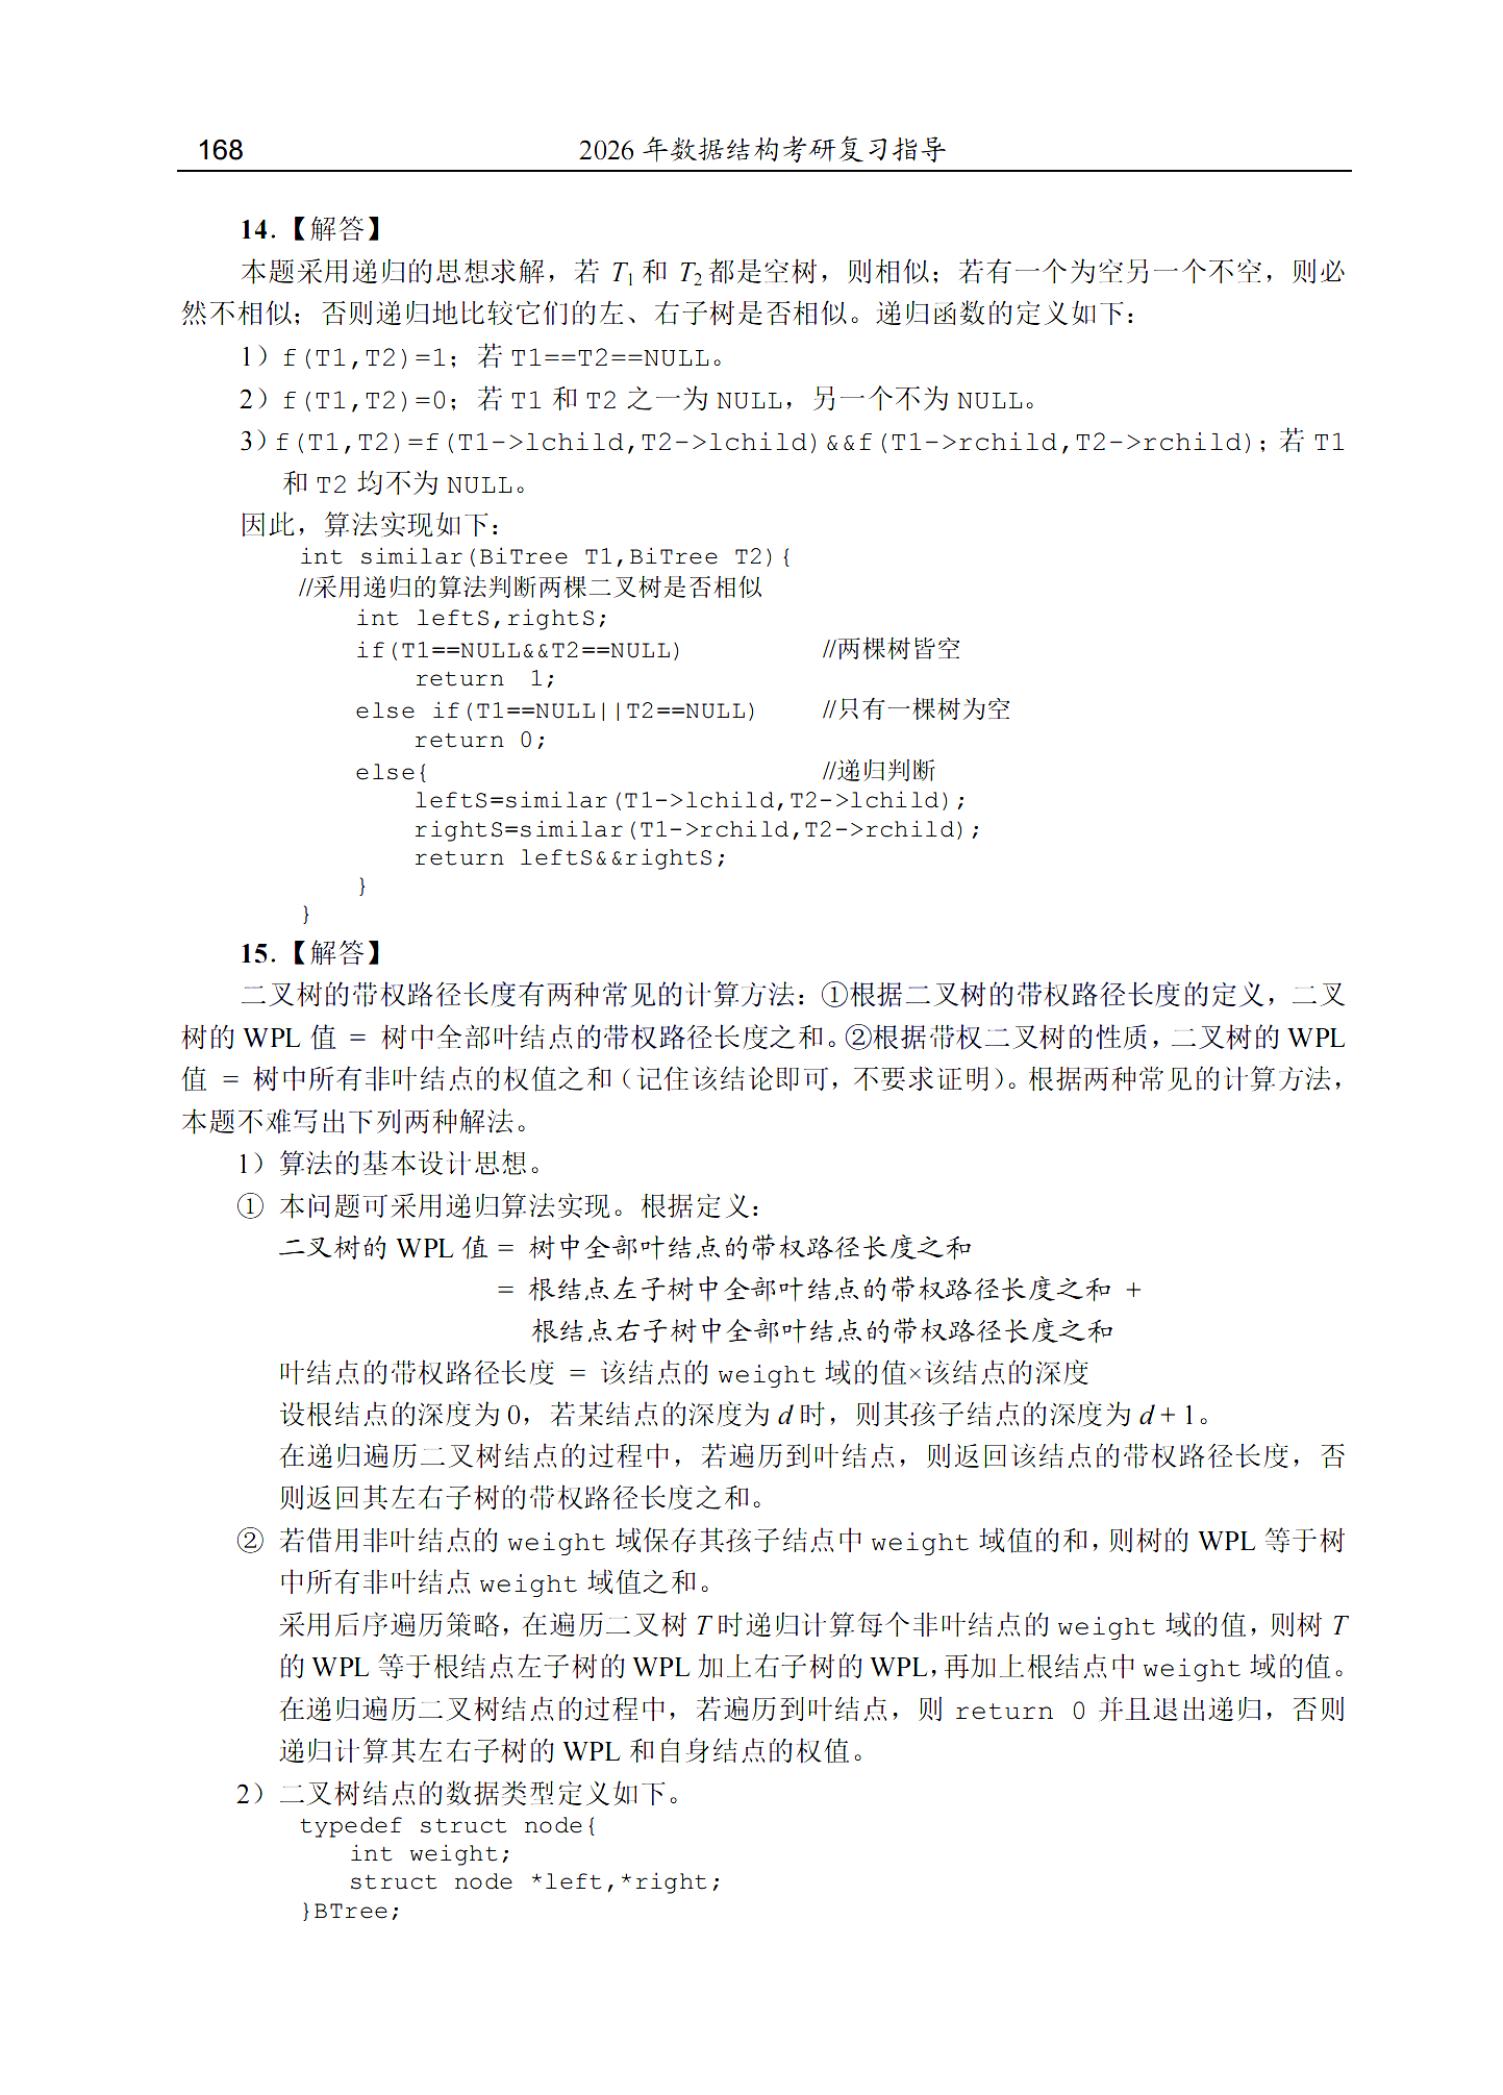 168
2026 年数据结构考研复习指导
14.【解答】
本题采用递归的思想求解，若 T1 和 T2 都是空树，则相似；若有一个为空另一个不空，则必
然不相似；否则递归地比较它们的左、右子树是否相似。递归函数的定义如下：
1）f(T1,T2)=1；若 T1==T2==NULL。
2）f(T1,T2)=0；若 T1 和 T2 之一为 NULL，另一个不为 NULL。
3）f(T1,T2)=f(T1->lchild,T2->lchild)&&f(T1->rchild,T2->rchild)；若 T1
和 T2 均不为 NULL。
因此，算法实现如下：
int similar(BiTree T1,BiTree T2){
//采用递归的算法判断两棵二叉树是否相似
int leftS,rightS;
if(T1==NULL&&T2==NULL) //两棵树皆空
return 1;
else if(T1==NULL||T2==NULL) //只有一棵树为空
return 0;
else{ //递归判断
leftS=similar(T1->lchild,T2->lchild);
rightS=similar(T1->rchild,T2->rchild);
return leftS&&rightS;
}
}
15.【解答】
二叉树的带权路径长度有两种常见的计算方法：①根据二叉树的带权路径长度的定义，二叉
树的 WPL 值 = 树中全部叶结点的带权路径长度之和。②根据带权二叉树的性质，二叉树的 WPL
值 = 树中所有非叶结点的权值之和（记住该结论即可，不要求证明）。根据两种常见的计算方法，
本题不难写出下列两种解法。
1）算法的基本设计思想。
① 本问题可采用递归算法实现。根据定义：
二叉树的 WPL 值 = 树中全部叶结点的带权路径长度之和
= 根结点左子树中全部叶结点的带权路径长度之和 +
根结点右子树中全部叶结点的带权路径长度之和
叶结点的带权路径长度 = 该结点的 weight 域的值×该结点的深度
设根结点的深度为 0，若某结点的深度为 d 时，则其孩子结点的深度为 d + 1。
在递归遍历二叉树结点的过程中，若遍历到叶结点，则返回该结点的带权路径长度，否
则返回其左右子树的带权路径长度之和。
② 若借用非叶结点的 weight 域保存其孩子结点中 weight 域值的和，则树的 WPL 等于树
中所有非叶结点 weight 域值之和。
采用后序遍历策略，在遍历二叉树 T 时递归计算每个非叶结点的 weight 域的值，则树 T
的 WPL 等于根结点左子树的 WPL 加上右子树的 WPL，再加上根结点中 weight 域的值。
在递归遍历二叉树结点的过程中，若遍历到叶结点，则 return 0 并且退出递归，否则
递归计算其左右子树的 WPL 和自身结点的权值。
2）二叉树结点的数据类型定义如下。
typedef struct node{
int weight;
struct node *left,*right;
}BTree;